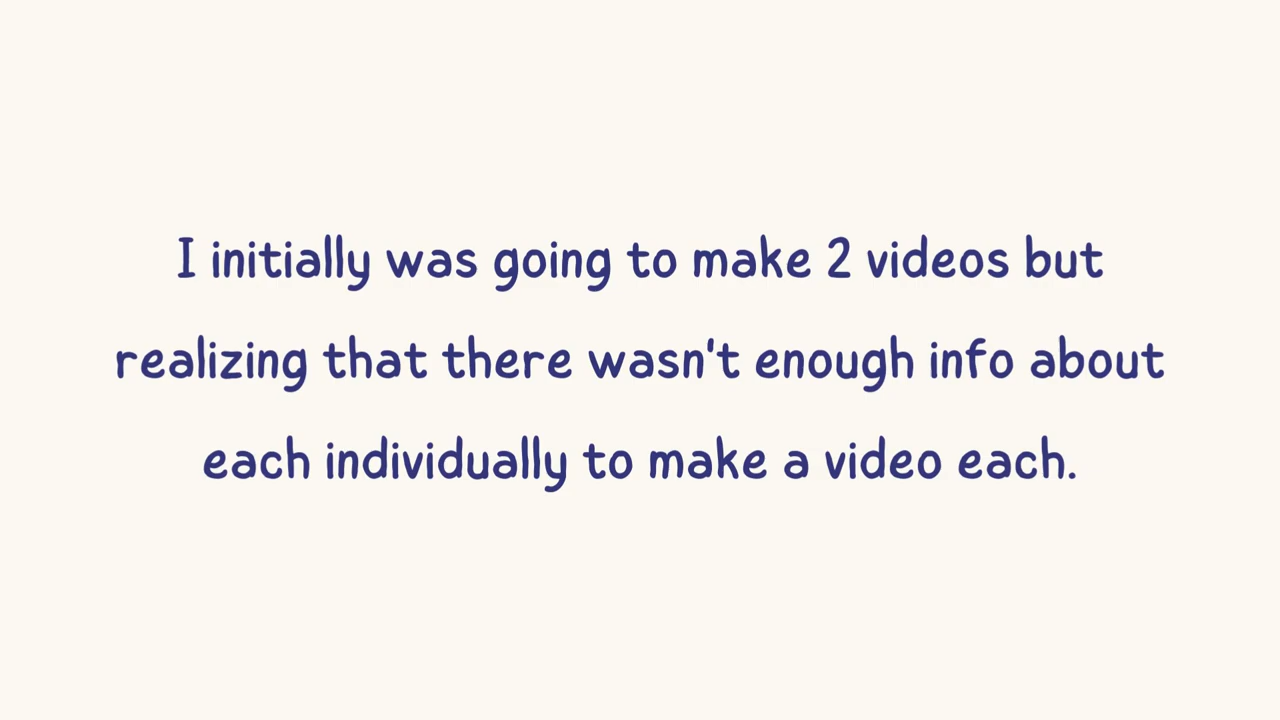 I initially was going to make 2 videos but
realizing that there wasn't enough info about
each individually to make a video each.